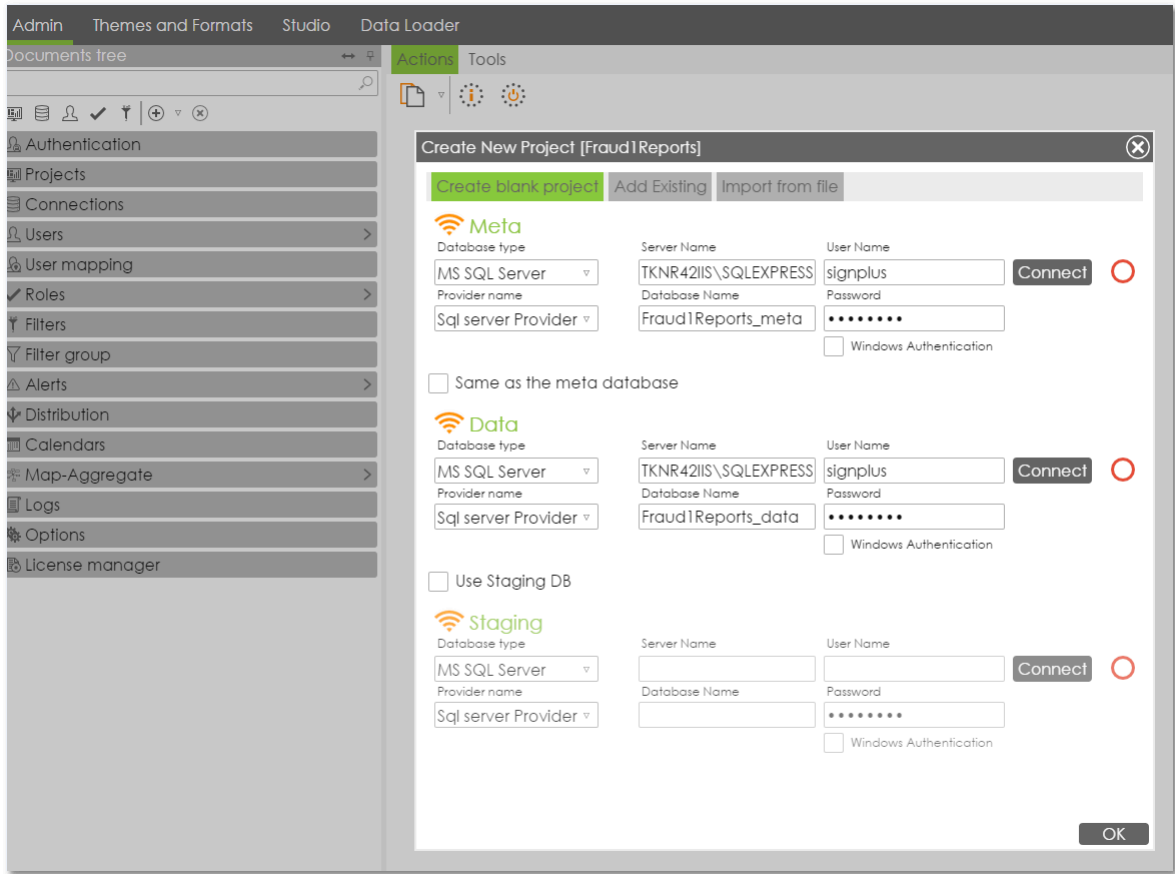 Admin Themes and Formats Studio Data Loader
Documents tree
Actions Tools
Authentication
Projects
Connections
Users
User mapping
Roles
Filters
Filter group
Alerts
Distribution
Calendars
Map-Aggregate
Logs
Options
License manager
Create New Project [Fraud1Reports]
Create blank project Add Existing Import from file
Meta
Database type Server Name User Name
MS SQL Server TKNR42IIS\SQLEXPRESS signplus Connect
Provider name Database Name Password
Sql server Provider Fraud1Reports_meta ••••••••
Windows Authentication
Same as the meta database
Data
Database type Server Name User Name
MS SQL Server TKNR42IIS\SQLEXPRESS signplus Connect
Provider name Database Name Password
Sql server Provider Fraud1Reports_data ••••••••
Windows Authentication
Use Staging DB
Staging
Database type Server Name User Name
MS SQL Server Connect
Provider name Database Name Password
Sql server Provider ••••••••
Windows Authentication
OK